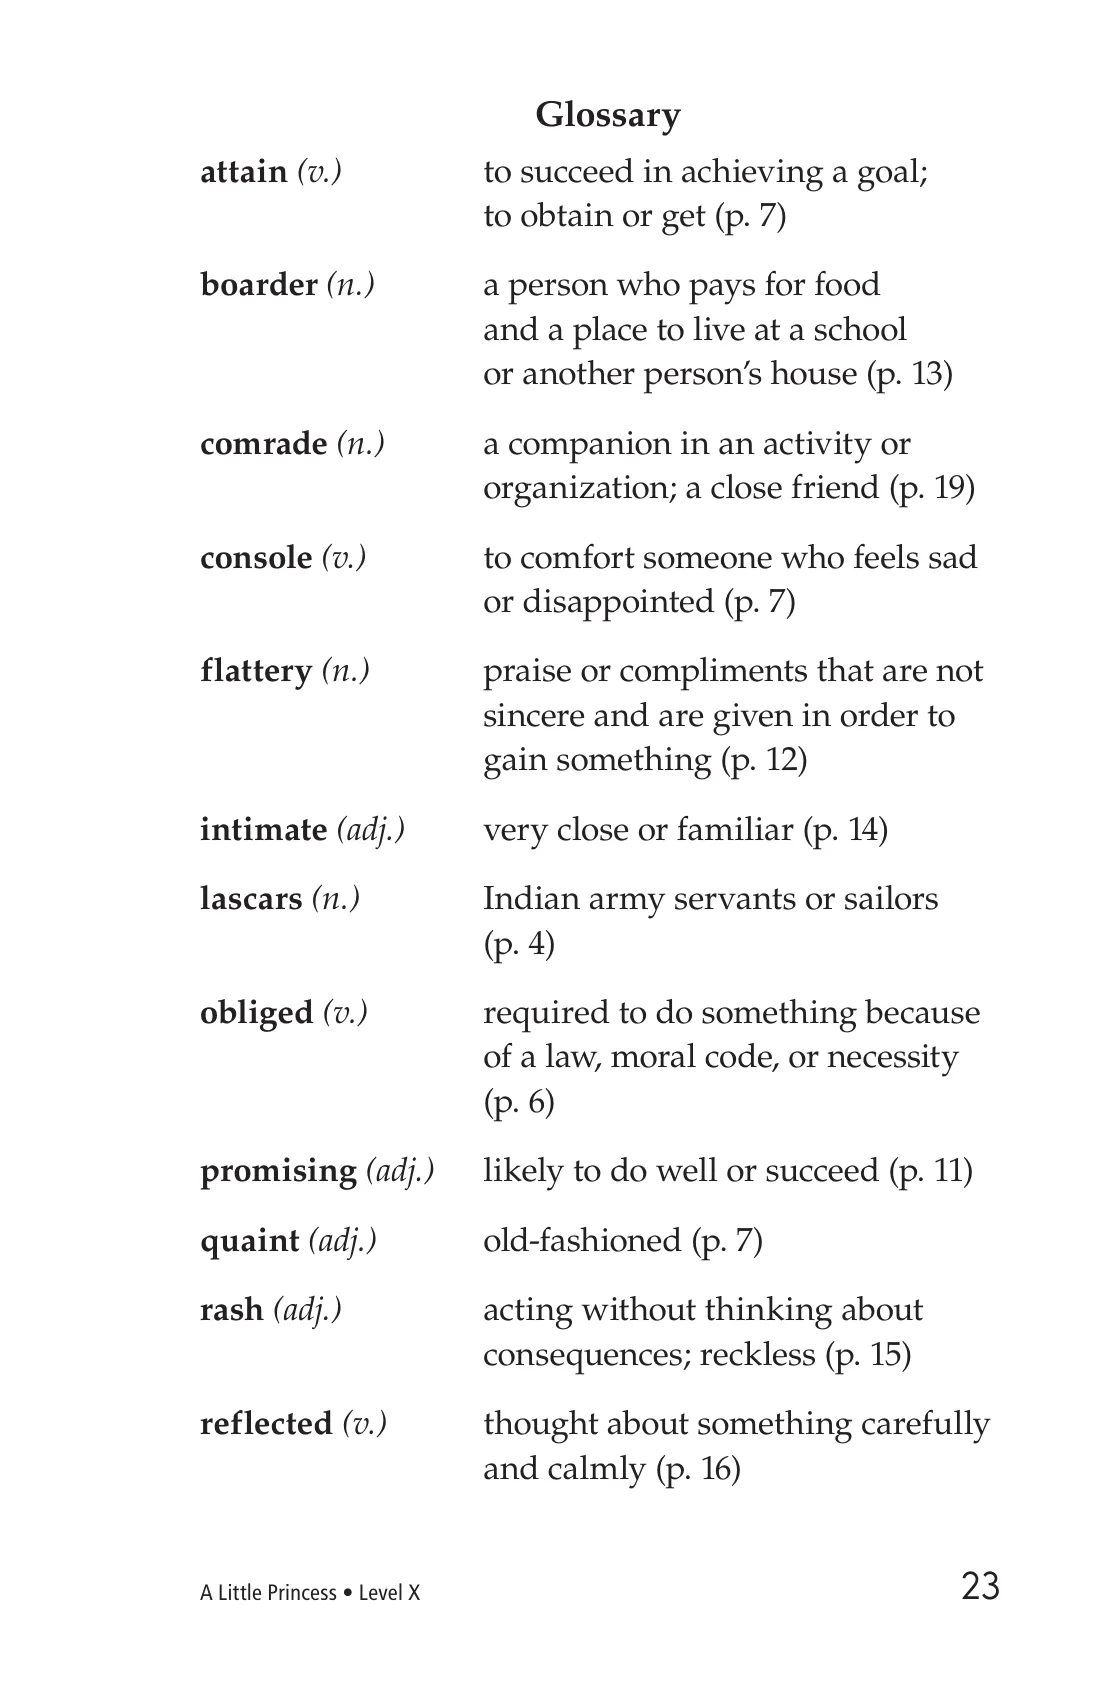 Glossary
attain (v.) to succeed in achieving a goal;
to obtain or get (p. 7)
boarder (n.) a person who pays for food
and a place to live at a school
or another person’s house (p. 13)
comrade (n.) a companion in an activity or
organization; a close friend (p. 19)
console (v.) to comfort someone who feels sad
or disappointed (p. 7)
flattery (n.) praise or compliments that are not
sincere and are given in order to
gain something (p. 12)
intimate (adj.) very close or familiar (p. 14)
lascars (n.) Indian army servants or sailors
(p. 4)
obliged (v.) required to do something because
of a law, moral code, or necessity
(p. 6)
promising (adj.) likely to do well or succeed (p. 11)
quaint (adj.) old-fashioned (p. 7)
rash (adj.) acting without thinking about
consequences; reckless (p. 15)
reflected (v.) thought about something carefully
and calmly (p. 16)
A Little Princess • Level X 23